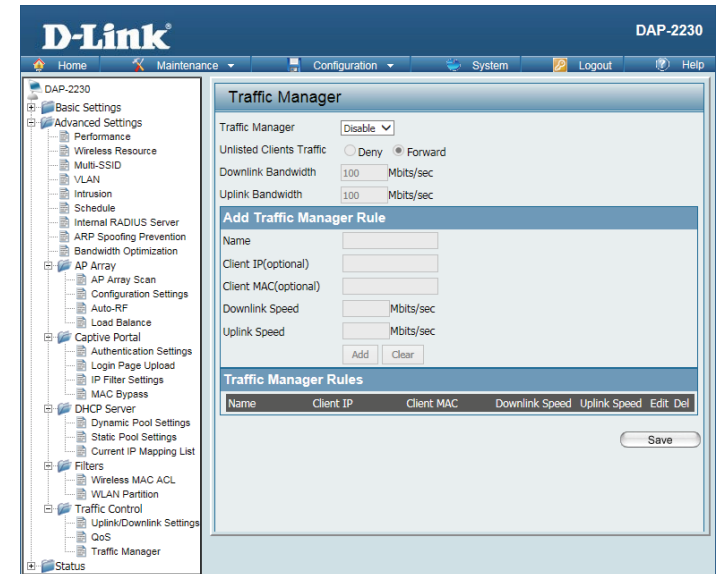 D-Link®
DAP-2230
Home Maintenance Configuration System Logout Help
DAP-2230
Basic Settings
Advanced Settings
Performance
Wireless Resource
Multi-SSID
VLAN
Intrusion
Schedule
Internal RADIUS Server
ARP Spoofing Prevention
Bandwidth Optimization
AP Array
AP Array Scan
Configuration Settings
Auto-RF
Load Balance
Captive Portal
Authentication Settings
Login Page Upload
IP Filter Settings
MAC Bypass
DHCP Server
Dynamic Pool Settings
Static Pool Settings
Current IP Mapping List
Filters
Wireless MAC ACL
WLAN Partition
Traffic Control
Uplink/Downlink Settings
QoS
Traffic Manager
Status
Traffic Manager
Traffic Manager Disable
Unlisted Clients Traffic Deny Forward
Downlink Bandwidth 100 Mbits/sec
Uplink Bandwidth 100 Mbits/sec
Add Traffic Manager Rule
Name
Client IP(optional)
Client MAC(optional)
Downlink Speed Mbits/sec
Uplink Speed Mbits/sec
Add Clear
Traffic Manager Rules
Name Client IP Client MAC Downlink Speed Uplink Speed Edit Del
Save